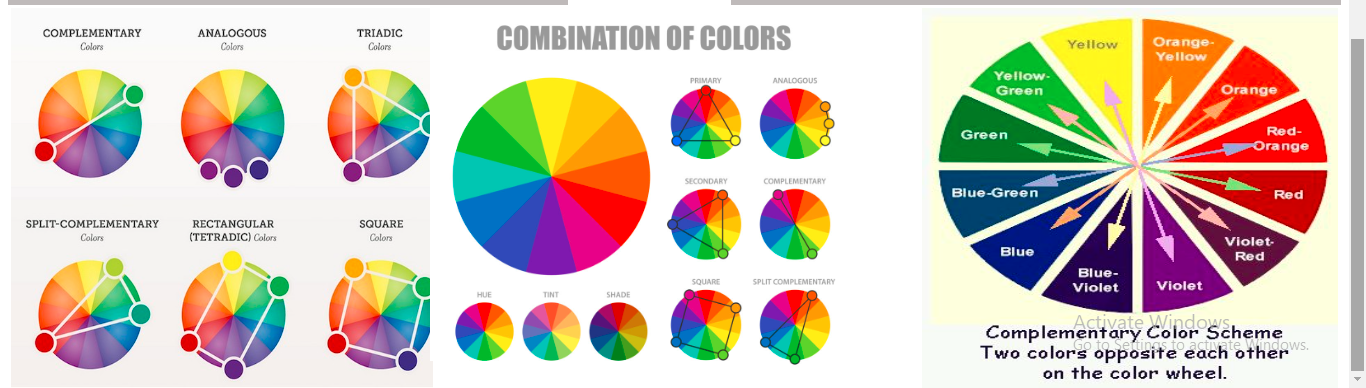 COMPLEMENTARY
Colors
ANALOGOUS
Colors
TRIADIC
Colors
SPLIT-COMPLEMENTARY
Colors
RECTANGULAR
(TETRADIC) Colors
SQUARE
Colors
COMBINATION OF COLORS
PRIMARY
ANALOGOUS
SECONDARY
COMPLEMENTARY
HUE
TINT
SHADE
SQUARE
SPLIT COMPLEMENTARY
Yellow
Orange-
Yellow
Yellow-
Green
Orange
Green
Red-
Orange
Blue-Green
Red
Blue
Violet-
Red
Blue-
Violet
Violet
Complementary Color Scheme
Two colors opposite each other
on the color wheel.
Activate Windows
Go to Settings to activate Windows.